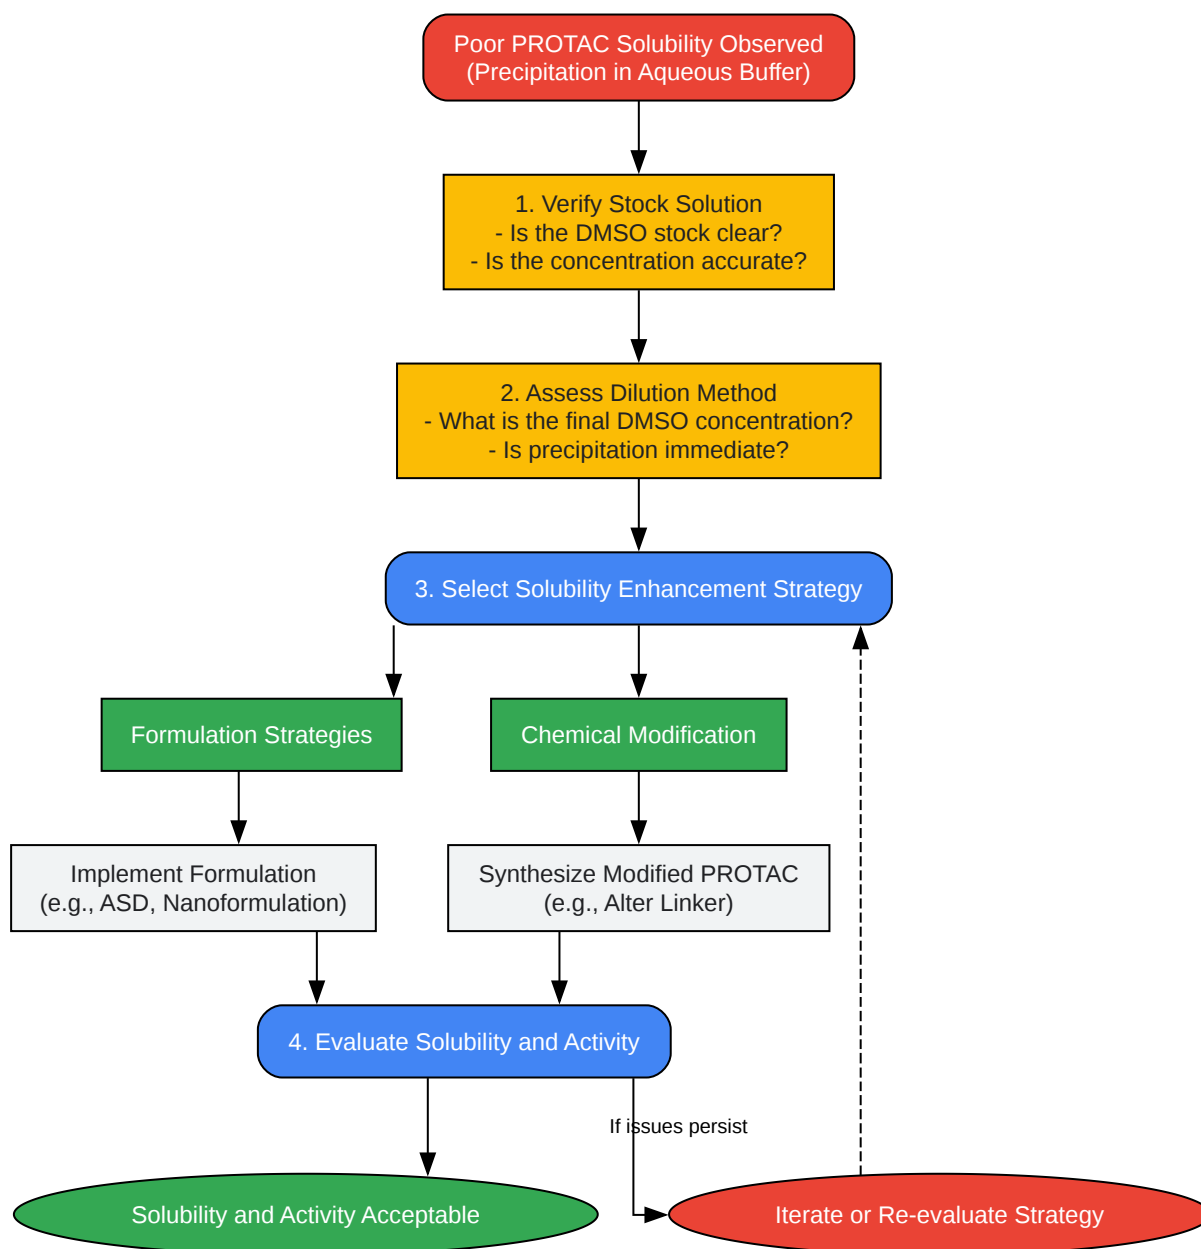 Poor PROTAC Solubility Observed
(Precipitation in Aqueous Buffer)
1. Verify Stock Solution
- Is the DMSO stock clear?
- Is the concentration accurate?
2. Assess Dilution Method
- What is the final DMSO concentration?
- Is precipitation immediate?
3. Select Solubility Enhancement Strategy
Formulation Strategies
Chemical Modification
Implement Formulation
(e.g., ASD, Nanoformulation)
Synthesize Modified PROTAC
(e.g., Alter Linker)
4. Evaluate Solubility and Activity
If issues persist
Solubility and Activity Acceptable
Iterate or Re-evaluate Strategy